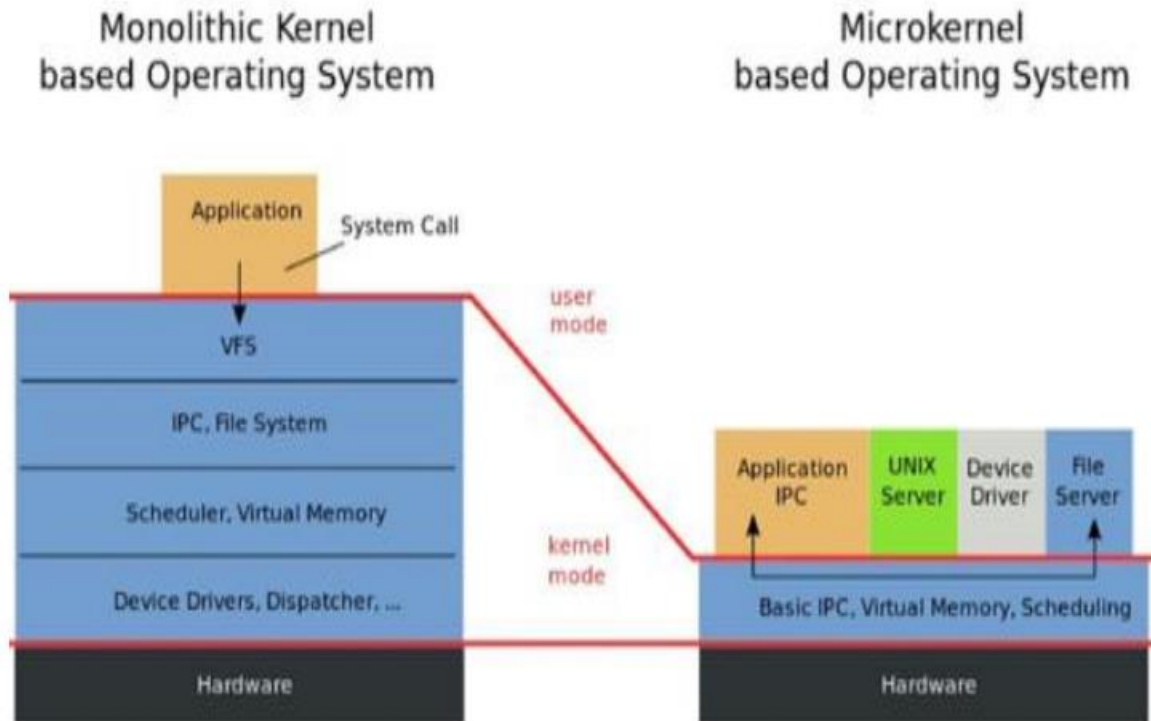 Monolithic Kernel
based Operating System
Microkernel
based Operating System
Application
System Call
VFS
IPC, File System
Scheduler, Virtual Memory
Device Drivers, Dispatcher, ...
Hardware
user
mode
kernel
mode
Application
IPC
UNIX
Server
Device
Driver
File
Server
Basic IPC, Virtual Memory, Scheduling
Hardware